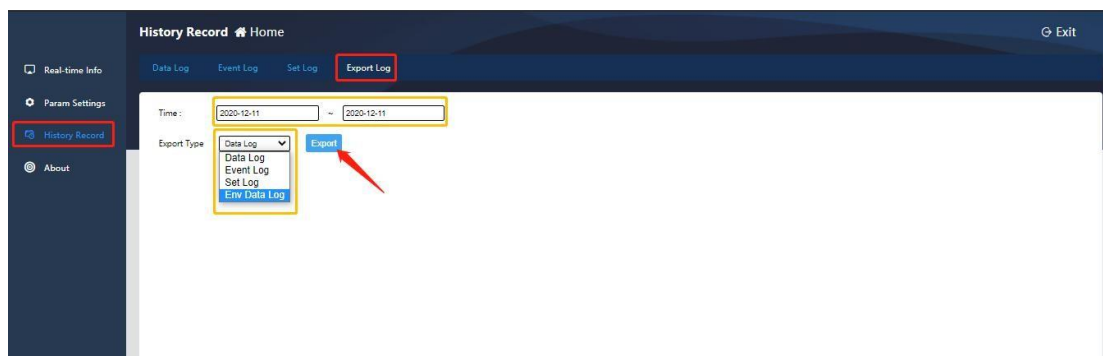 History Record Home
Exit
Real-time Info
Param Settings
History Record
About
Data Log Event Log Set Log Export Log
Time : 2020-12-11 ~ 2020-12-11
Export Type Data Log Export
Data Log
Event Log
Set Log
Env Data Log